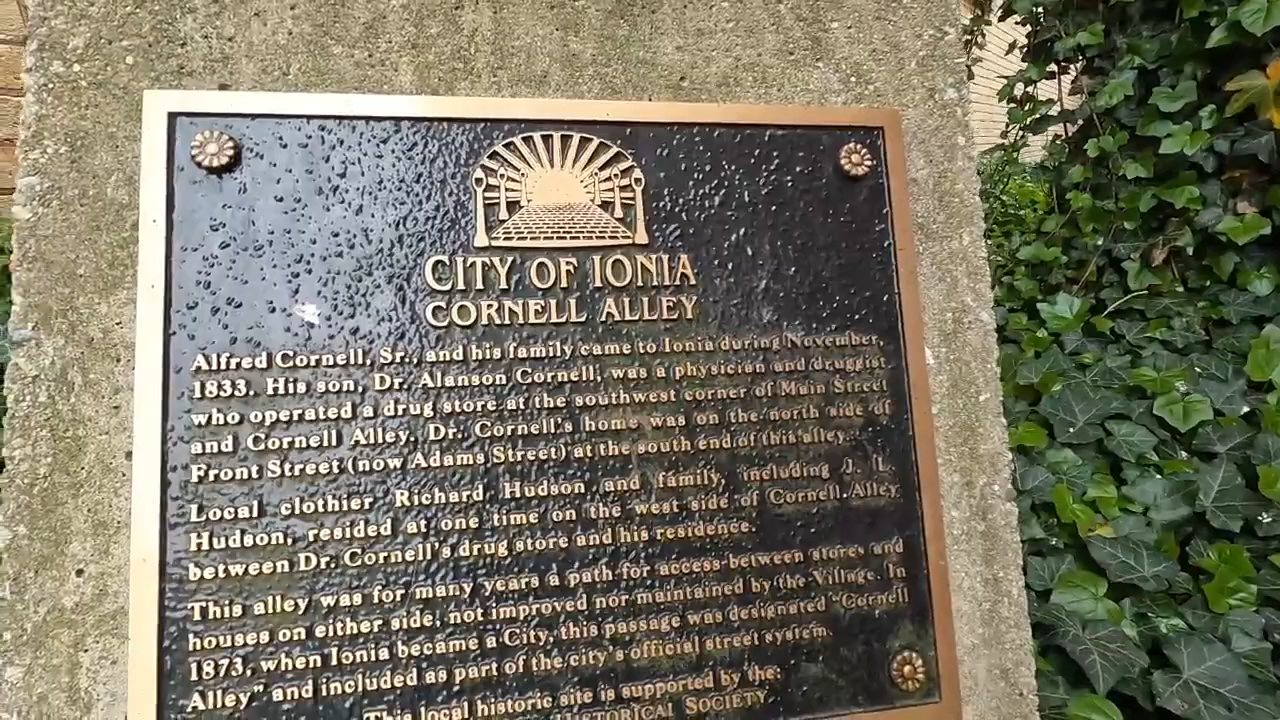 CITY OF IONIA
CORNELL ALLEY
Alfred Cornell, Sr., and his family came to Ionia during November,
1833. His son, Dr. Alanson Cornell, was a physician and druggist
who operated a drug store at the southwest corner of Main Street
and Cornell Alley. Dr. Cornell's home was on the north side of
Front Street (now Adams Street) at the south end of this alley.
Local clothier Richard Hudson and family, including J. L.
Hudson, resided at one time on the west side of Cornell Alley
between Dr. Cornell's drug store and his residence.
This alley was for many years a path for access between stores and
houses on either side, not improved nor maintained by the Village. In
1873, when Ionia became a City, this passage was designated "Cornell
Alley" and included as part of the city's official street system.
This local historic site is supported by the:
HISTORICAL SOCIETY